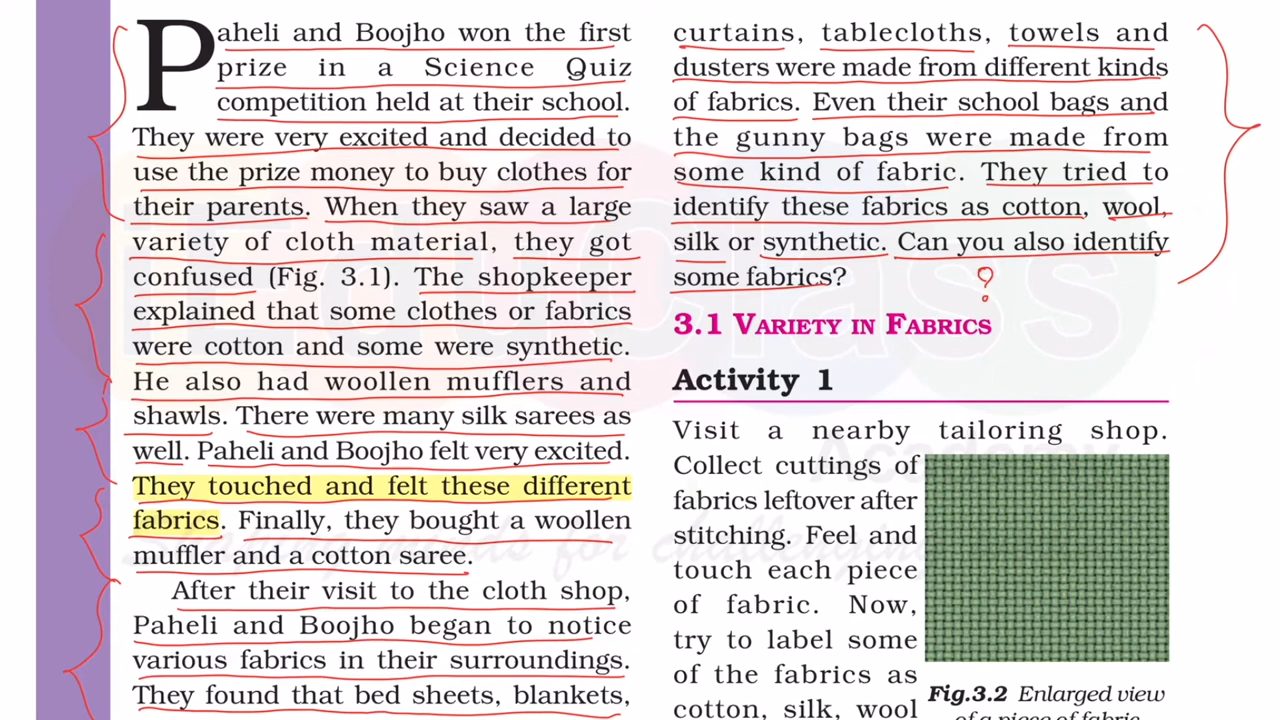 Paheli and Boojho won the first
prize in a Science Quiz
competition held at their school.
They were very excited and decided to
use the prize money to buy clothes for
their parents. When they saw a large
variety of cloth material, they got
confused (Fig. 3.1). The shopkeeper
explained that some clothes or fabrics
were cotton and some were synthetic.
He also had woollen mufflers and
shawls. There were many silk sarees as
well. Paheli and Boojho felt very excited.
They touched and felt these different
fabrics. Finally, they bought a woollen
muffler and a cotton saree.
After their visit to the cloth shop,
Paheli and Boojho began to notice
various fabrics in their surroundings.
They found that bed sheets, blankets,
curtains, tablecloths, towels and
dusters were made from different kinds
of fabrics. Even their school bags and
the gunny bags were made from
some kind of fabric. They tried to
identify these fabrics as cotton, wool,
silk or synthetic. Can you also identify
some fabrics?
?
3.1 VARIETY IN FABRICS
Activity 1
Visit a nearby tailoring shop.
Collect cuttings of
fabrics leftover after
stitching. Feel and
touch each piece
of fabric. Now,
try to label some
of the fabrics as
cotton, silk, wool
Fig.3.2 Enlarged view
of a piece of fabric
iEduClass
Academy